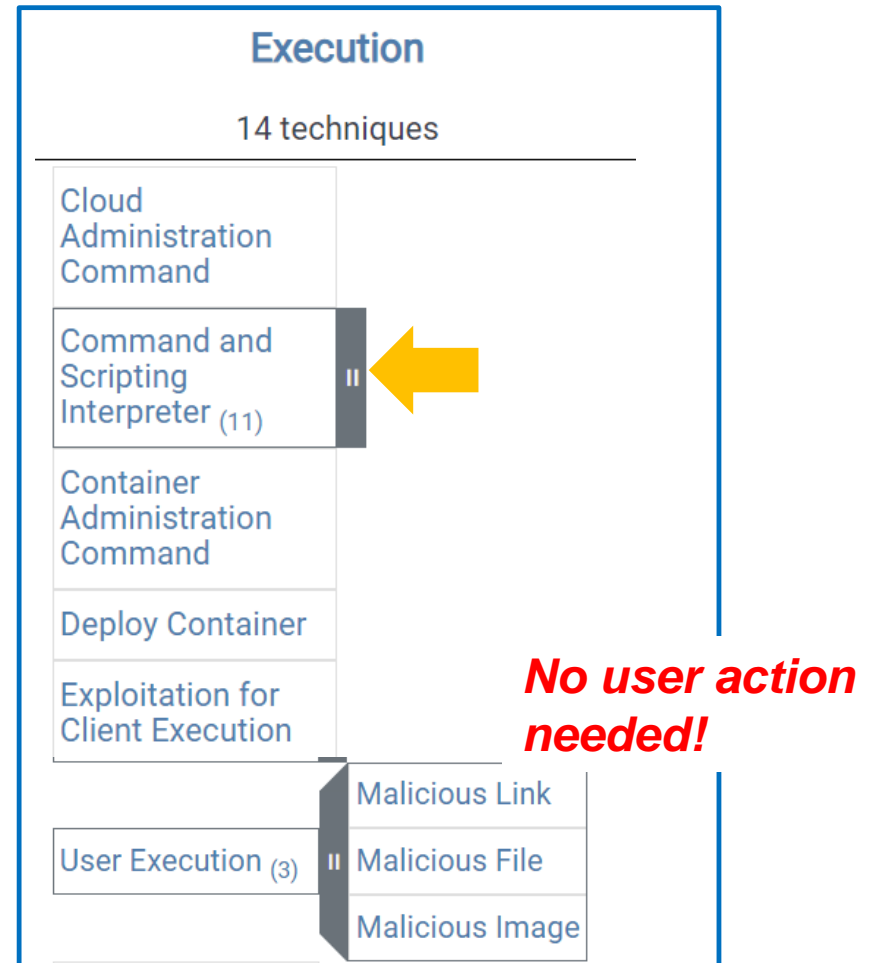 Execution
14 techniques
Cloud
Administration
Command
Command and
Scripting
Interpreter (11)
Container
Administration
Command
Deploy Container
Exploitation for
Client Execution
No user action
needed!
User Execution (3)
Malicious Link
Malicious File
Malicious Image